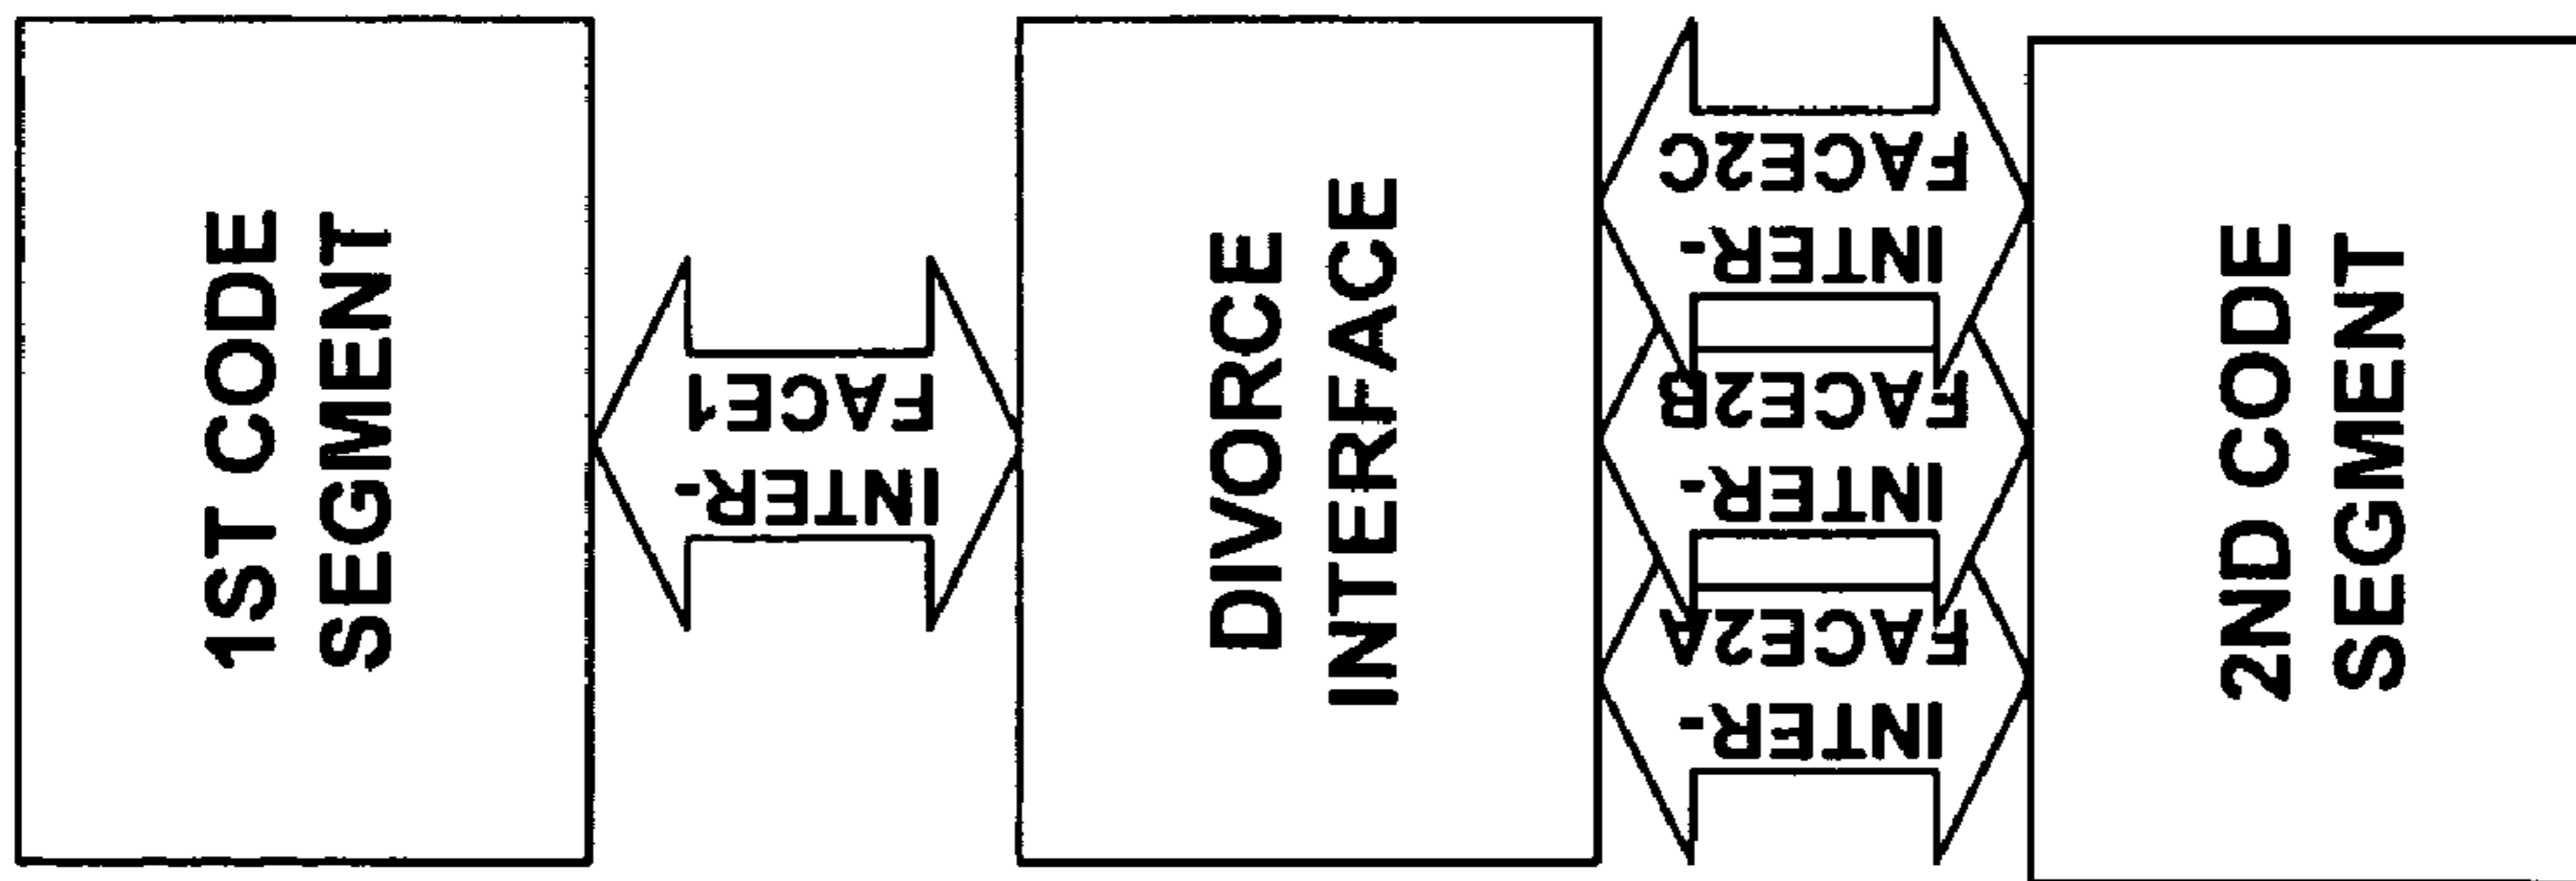 1ST CODE
SEGMENT
INTER-
FACE1
DIVORCE
INTERFACE
INTER-
FACE2A
INTER-
FACE2B
INTER-
FACE2C
2ND CODE
SEGMENT